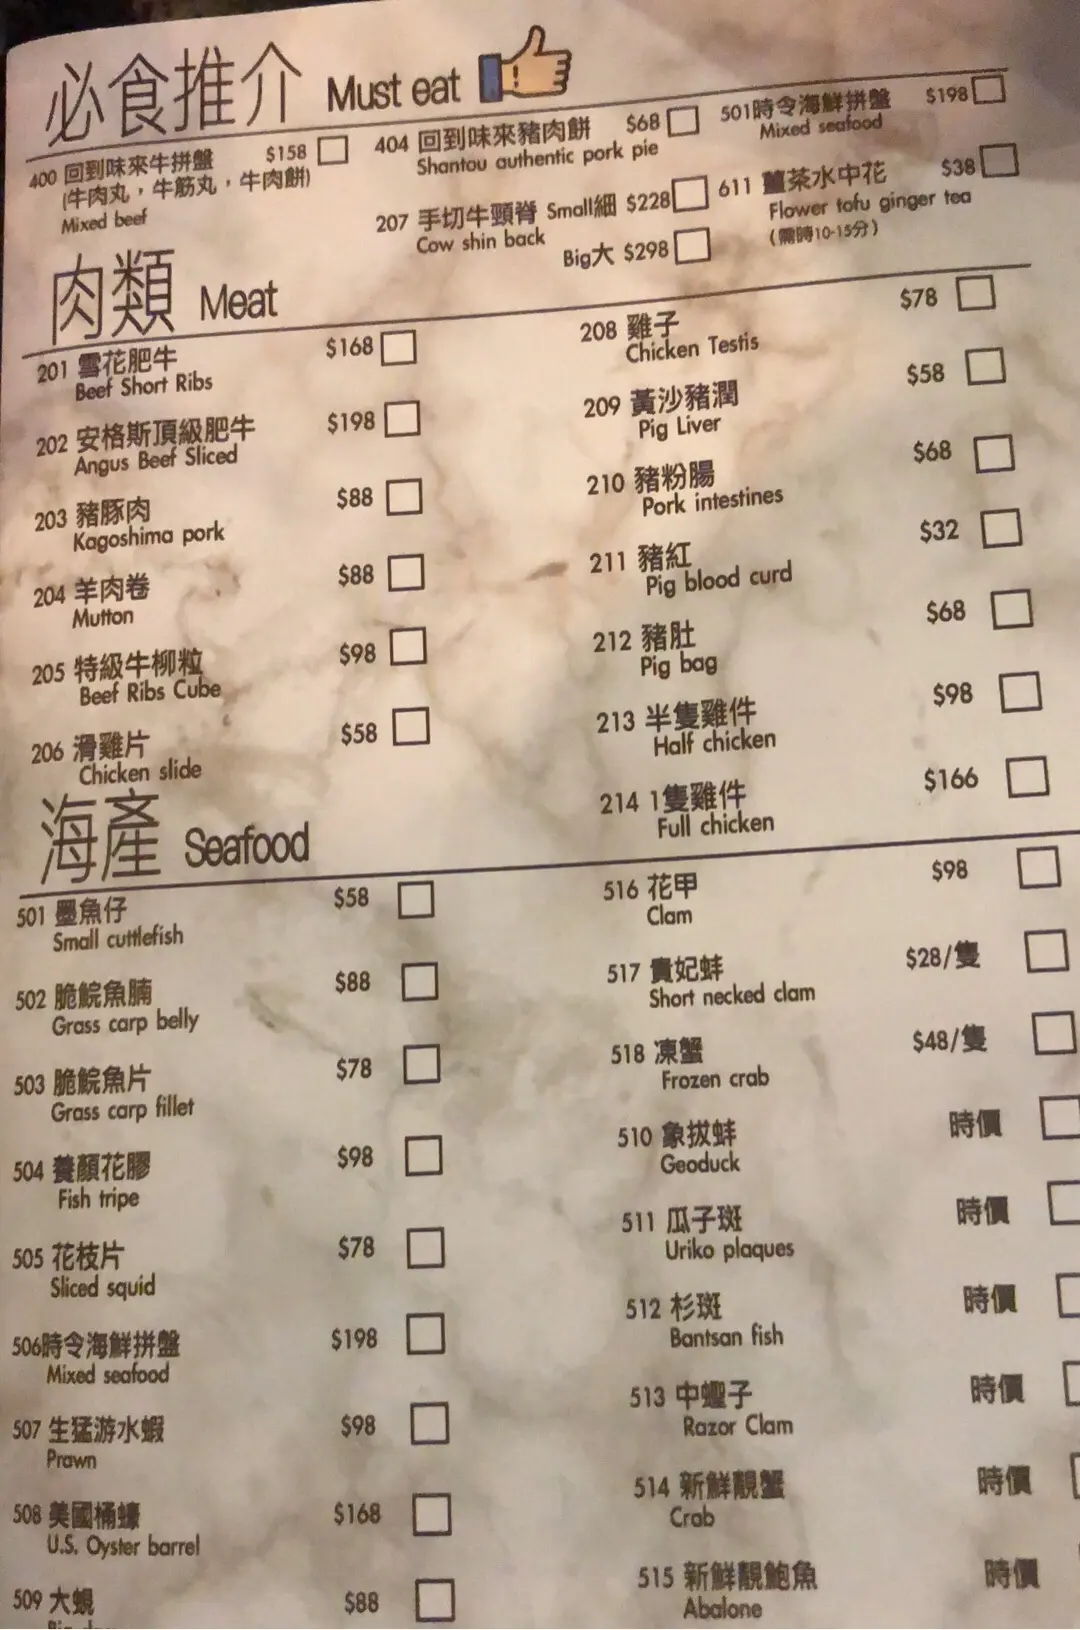 必食推介 Must eat
400 回到味來牛拼盤 $158
(牛肉丸，牛筋丸，牛肉餅)
Mixed beef
404 回到味來豬肉餅 $68
Shantou authentic pork pie
501時令海鮮拼盤 $198
Mixed seafood
207 手切牛頸脊 Small細 $228
Cow shin back
Big大 $298
611 薑茶水中花 $38
Flower tofu ginger tea
(需時10-15分)
肉類 Meat
201 雪花肥牛 $168
Beef Short Ribs
202 安格斯頂級肥牛 $198
Angus Beef Sliced
203 豬豚肉 $88
Kagoshima pork
204 羊肉卷 $88
Mutton
205 特級牛柳粒 $98
Beef Ribs Cube
206 滑雞片 $58
Chicken slide
208 雞子 $78
Chicken Testis
209 黃沙豬潤 $58
Pig Liver
210 豬粉腸 $68
Pork intestines
211 豬紅 $32
Pig blood curd
212 豬肚 $68
Pig bag
213 半隻雞件 $98
Half chicken
214 1隻雞件 $166
Full chicken
海產 Seafood
501 墨魚仔 $58
Small cuttlefish
502 脆鯇魚腩 $88
Grass carp belly
503 脆鯇魚片 $78
Grass carp fillet
504 養顏花膠 $98
Fish tripe
505 花枝片 $78
Sliced squid
506時令海鮮拼盤 $198
Mixed seafood
507 生猛游水蝦 $98
Prawn
508 美國桶蠔 $168
U.S. Oyster barrel
509 大蜆 $88
516 花甲 $98
Clam
517 貴妃蚌 $28/隻
Short necked clam
518 凍蟹 $48/隻
Frozen crab
510 象拔蚌 時價
Geoduck
511 瓜子斑 時價
Uriko plaques
512 杉斑 時價
Bantsan fish
513 中蟶子 時價
Razor Clam
514 新鮮靚蟹 時價
Crab
515 新鮮靚鮑魚 時價
Abalone